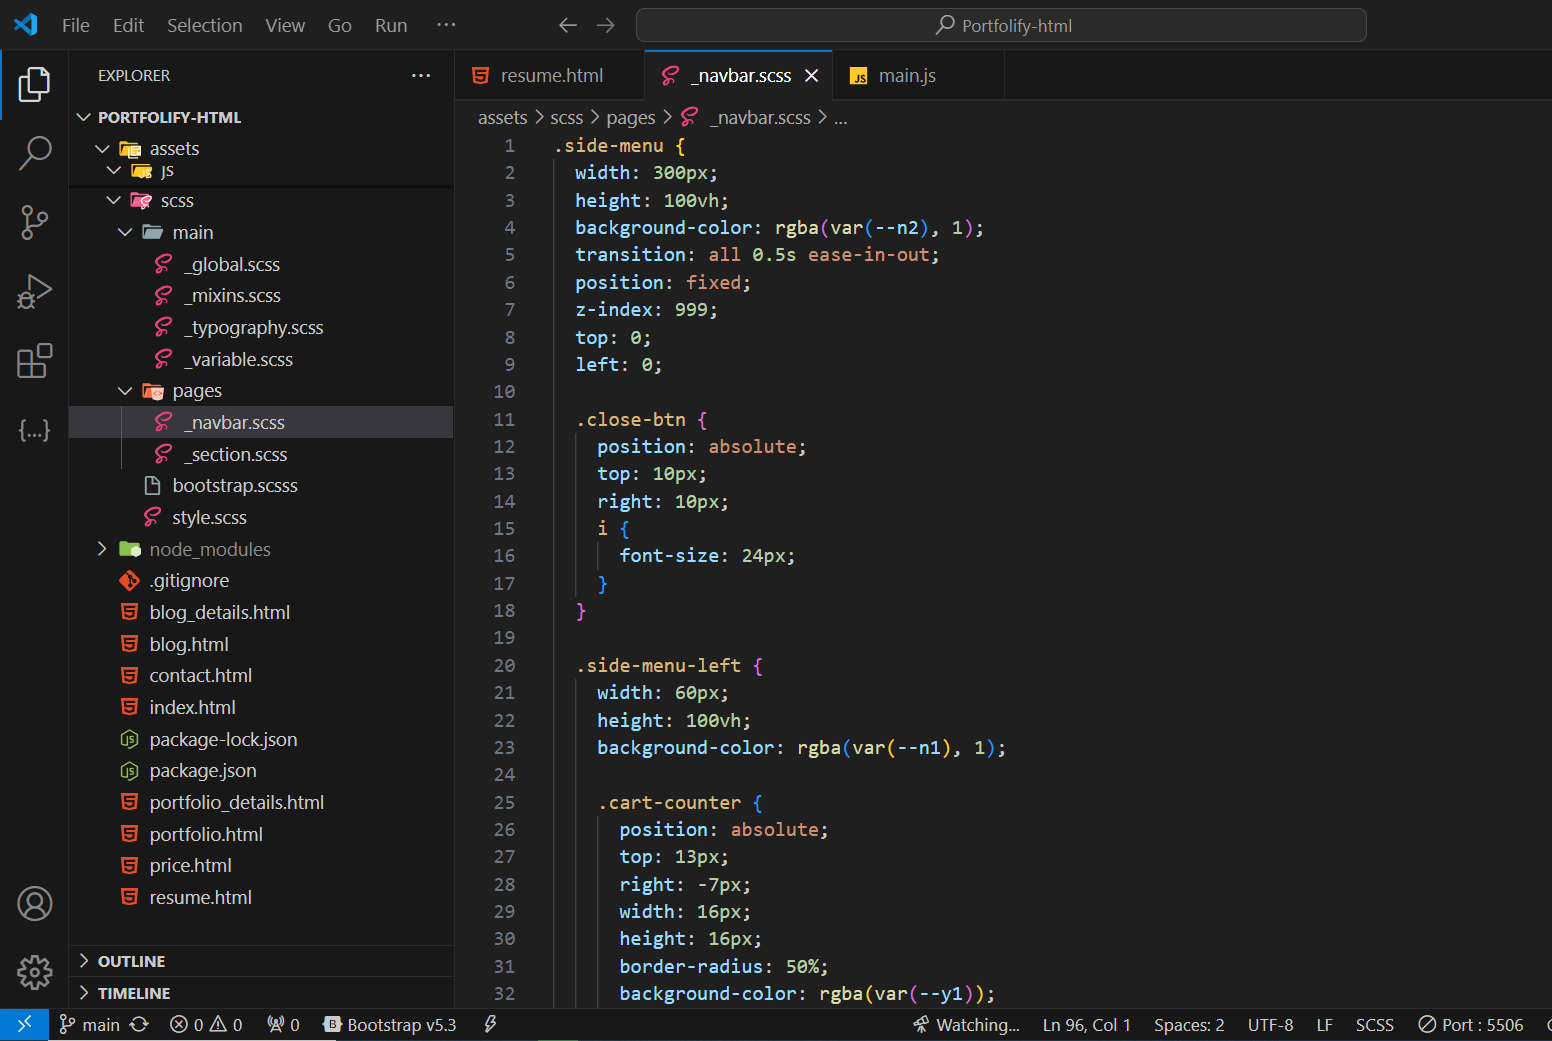 File Edit Selection View Go Run ...
Portfolify-html
EXPLORER ...
PORTFOLIFY-HTML
assets
js
scss
main
_global.scss
_mixins.scss
_typography.scss
_variable.scss
pages
_navbar.scss
_section.scss
bootstrap.scsss
style.scss
node_modules
.gitignore
blog_details.html
blog.html
contact.html
index.html
package-lock.json
package.json
portfolio_details.html
portfolio.html
price.html
resume.html
OUTLINE
TIMELINE
resume.html _navbar.scss JS main.js
assets > scss > pages > _navbar.scss > ...
1 .side-menu {
2 width: 300px;
3 height: 100vh;
4 background-color: rgba(var(--n2), 1);
5 transition: all 0.5s ease-in-out;
6 position: fixed;
7 z-index: 999;
8 top: 0;
9 left: 0;
10
11 .close-btn {
12 position: absolute;
13 top: 10px;
14 right: 10px;
15 i {
16 font-size: 24px;
17 }
18 }
19
20 .side-menu-left {
21 width: 60px;
22 height: 100vh;
23 background-color: rgba(var(--n1), 1);
24
25 .cart-counter {
26 position: absolute;
27 top: 13px;
28 right: -7px;
29 width: 16px;
30 height: 16px;
31 border-radius: 50%;
32 background-color: rgba(var(--y1));
main 0 0 0 B Bootstrap v5.3 Watching... Ln 96, Col 1 Spaces: 2 UTF-8 LF SCSS Port : 5506